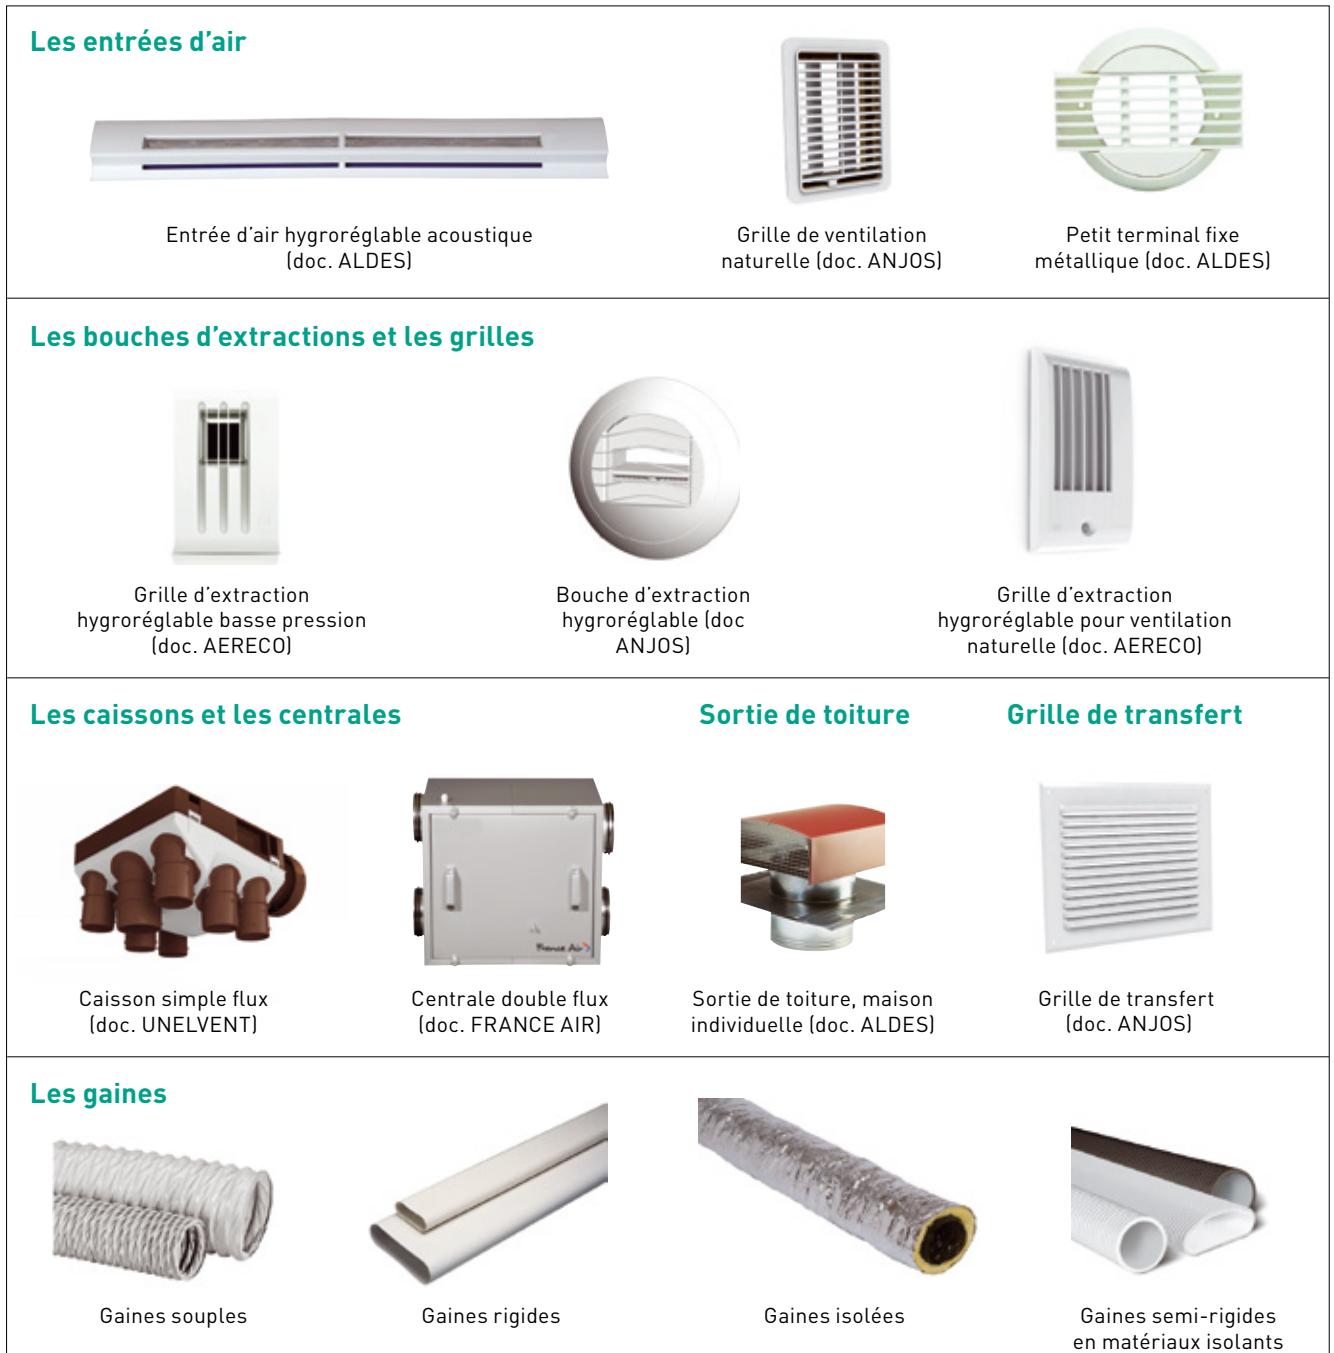 Les entrées d'air
Entrée d'air hygroréglable acoustique
(doc. ALDES)
Grille de ventilation
naturelle (doc. ANJOS)
Petit terminal fixe
métallique (doc. ALDES)
Les bouches d'extractions et les grilles
Grille d'extraction
hygroréglable basse pression
(doc. AERECO)
Bouche d'extraction
hygroréglable (doc
ANJOS)
Grille d'extraction
hygroréglable pour ventilation
naturelle (doc. AERECO)
Les caissons et les centrales
Sortie de toiture
Grille de transfert
France Air
Caisson simple flux
(doc. UNELVENT)
Centrale double flux
(doc. FRANCE AIR)
Sortie de toiture, maison
individuelle (doc. ALDES)
Grille de transfert
(doc. ANJOS)
Les gaines
Gaines souples
Gaines rigides
Gaines isolées
Gaines semi-rigides
en matériaux isolants